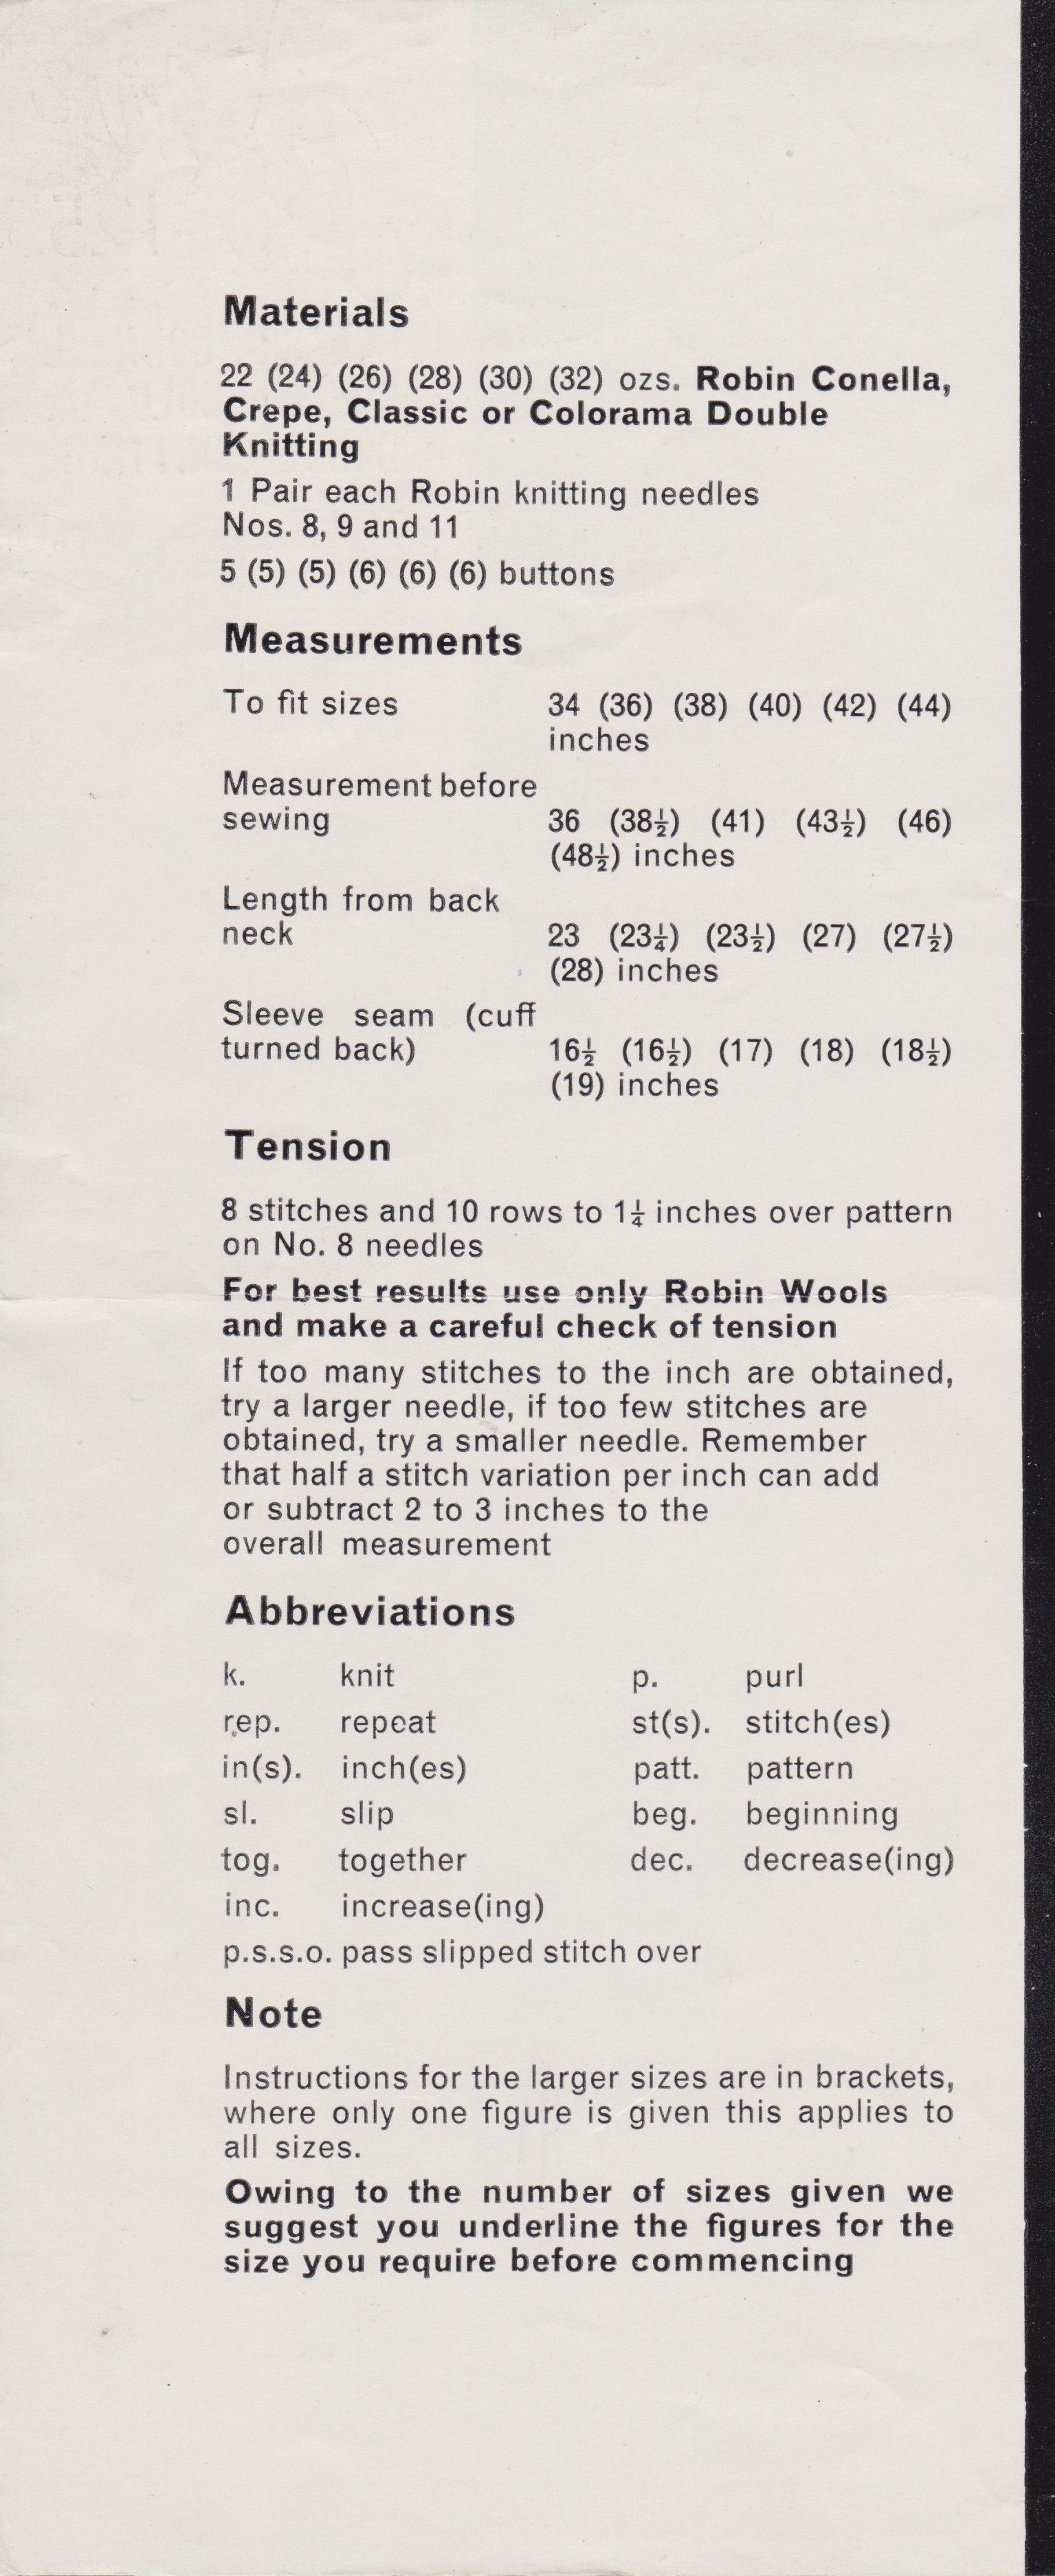 Materials
22 (24) (26) (28) (30) (32) ozs. Robin Conella,
Crepe, Classic or Colorama Double
Knitting
1 Pair each Robin knitting needles
Nos. 8, 9 and 11
5 (5) (5) (6) (6) (6) buttons
Measurements
To fit sizes 34 (36) (38) (40) (42) (44)
inches
Measurement before
sewing 36 (38½) (41) (43½) (46)
(48½) inches
Length from back
neck 23 (23¼) (23½) (27) (27½)
(28) inches
Sleeve seam (cuff
turned back) 16½ (16½) (17) (18) (18½)
(19) inches
Tension
8 stitches and 10 rows to 1¼ inches over pattern
on No. 8 needles
For best results use only Robin Wools
and make a careful check of tension
If too many stitches to the inch are obtained,
try a larger needle, if too few stitches are
obtained, try a smaller needle. Remember
that half a stitch variation per inch can add
or subtract 2 to 3 inches to the
overall measurement
Abbreviations
k. knit p. purl
rep. repeat st(s). stitch(es)
in(s). inch(es) patt. pattern
sl. slip beg. beginning
tog. together dec. decrease(ing)
inc. increase(ing)
p.s.s.o. pass slipped stitch over
Note
Instructions for the larger sizes are in brackets,
where only one figure is given this applies to
all sizes.
Owing to the number of sizes given we
suggest you underline the figures for the
size you require before commencing